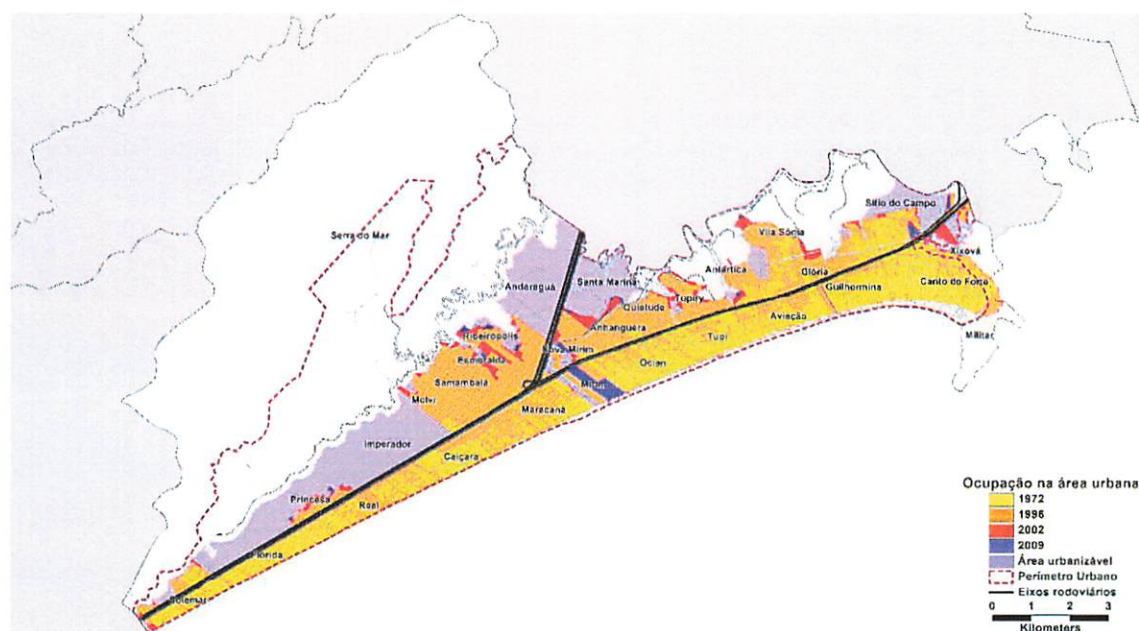 Serra do Mar
Sítio do Campo
Vila Sônia
Xixová
Antártica
Andaraguá
Santa Marina
Glória
Canto do Forte
Guilhermina
Tupiry
Quietude
Aviação
Anhanguera
Militar
Ribeirópolis
Tupi
Nova Mirim
Esmeralda
Ocian
Samambaia
Mirim
Melvi
Maracanã
Imperador
Caiçara
Princesa
Real
Flórida
Solemar
Ocupação na área urbana
1972
1996
2002
2009
Área urbanizável
Perímetro Urbano
Eixos rodoviários
0 1 2 3
Kilometers